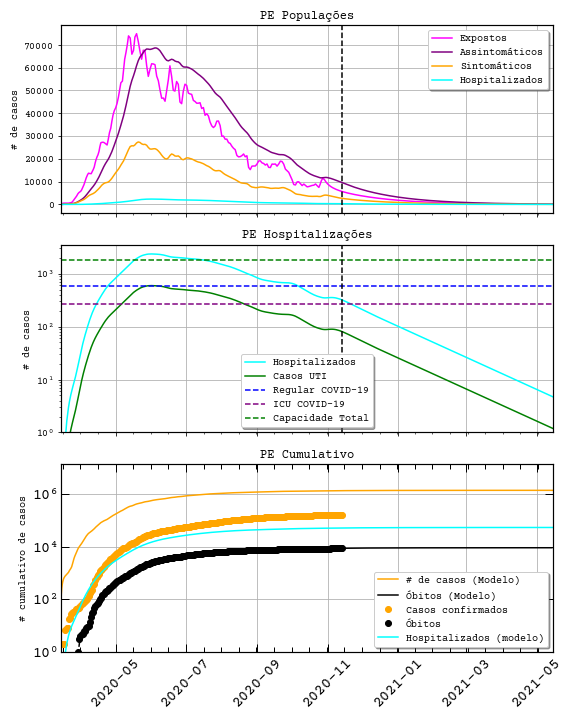 PE Populações
# de casos
70000
60000
50000
40000
30000
20000
10000
0
Expostos
Assintomáticos
Sintomáticos
Hospitalizados
PE Hospitalizações
# de casos
10³
10²
10¹
10⁰
Hospitalizados
Casos UTI
Regular COVID-19
ICU COVID-19
Capacidade Total
PE Cumulativo
# cumulativo de casos
10⁶
10⁴
10²
10⁰
# de casos (Modelo)
Óbitos (Modelo)
Casos confirmados
Óbitos
Hospitalizados (modelo)
2020-05
2020-07
2020-09
2020-11
2021-01
2021-03
2021-05